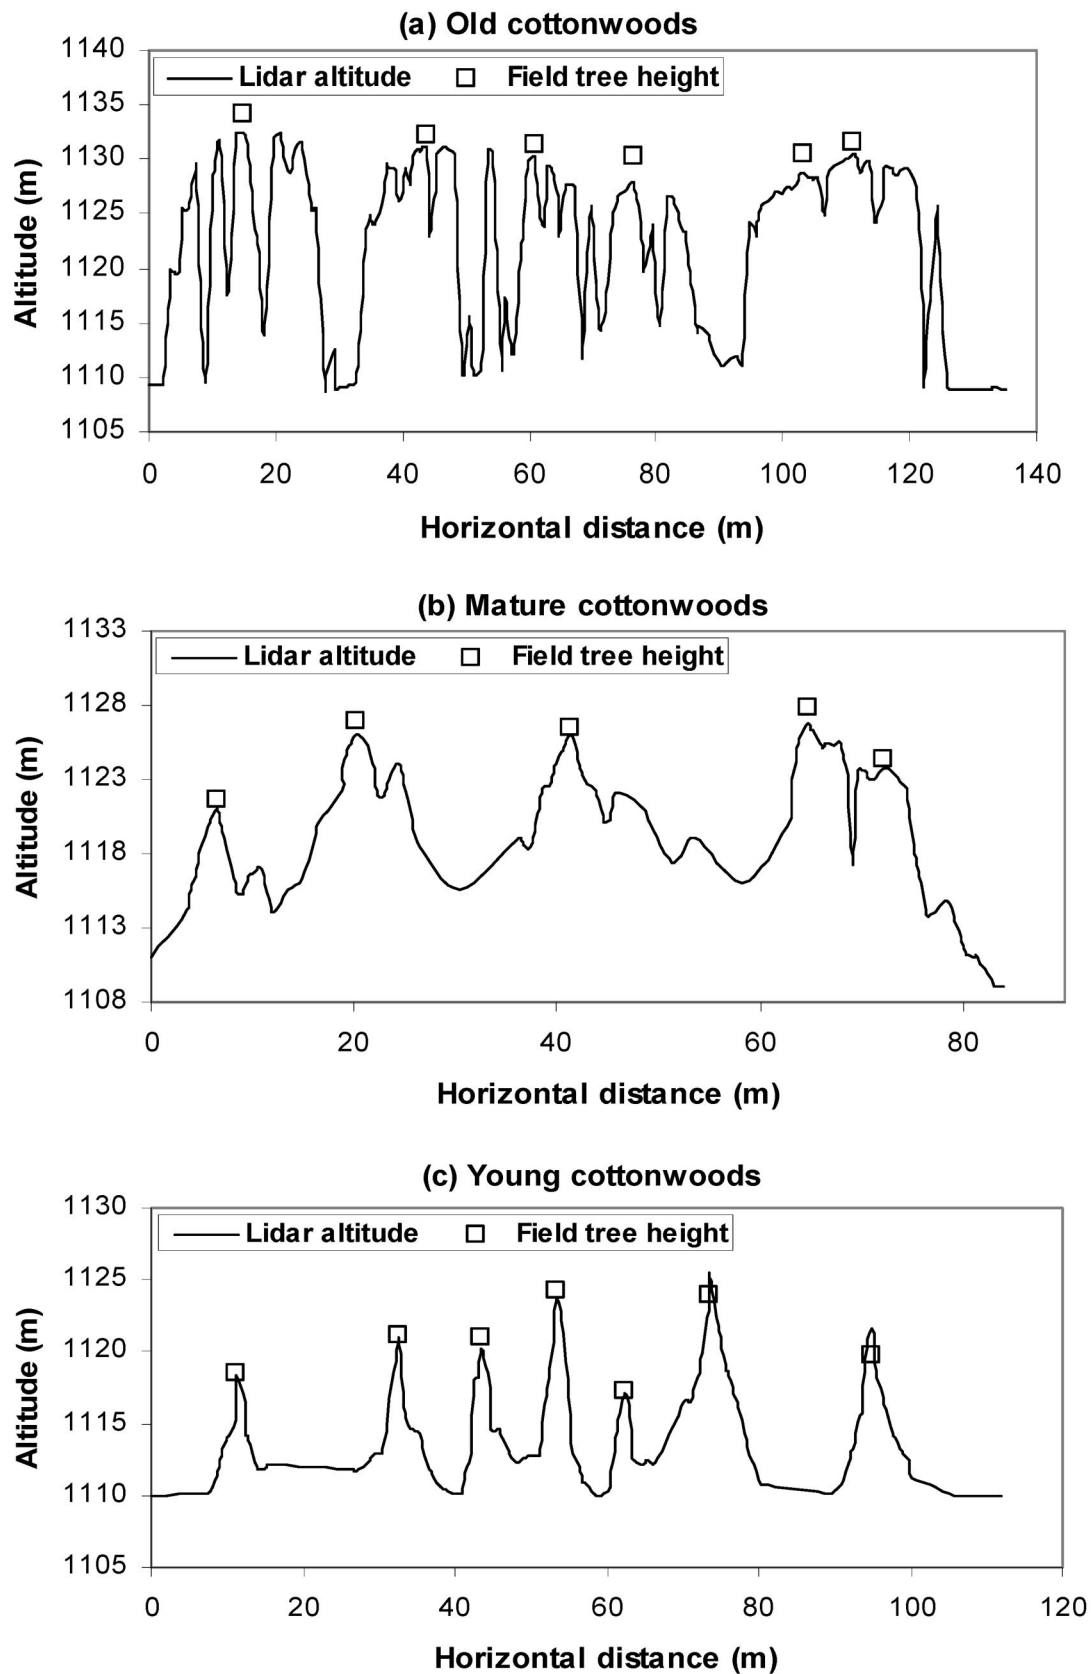 (a) Old cottonwoods
Lidar altitude Field tree height
Altitude (m)
1140
1135
1130
1125
1120
1115
1110
1105
0 20 40 60 80 100 120 140
Horizontal distance (m)
(b) Mature cottonwoods
Lidar altitude Field tree height
Altitude (m)
1133
1128
1123
1118
1113
1108
0 20 40 60 80
Horizontal distance (m)
(c) Young cottonwoods
Lidar altitude Field tree height
Altitude (m)
1130
1125
1120
1115
1110
1105
0 20 40 60 80 100 120
Horizontal distance (m)